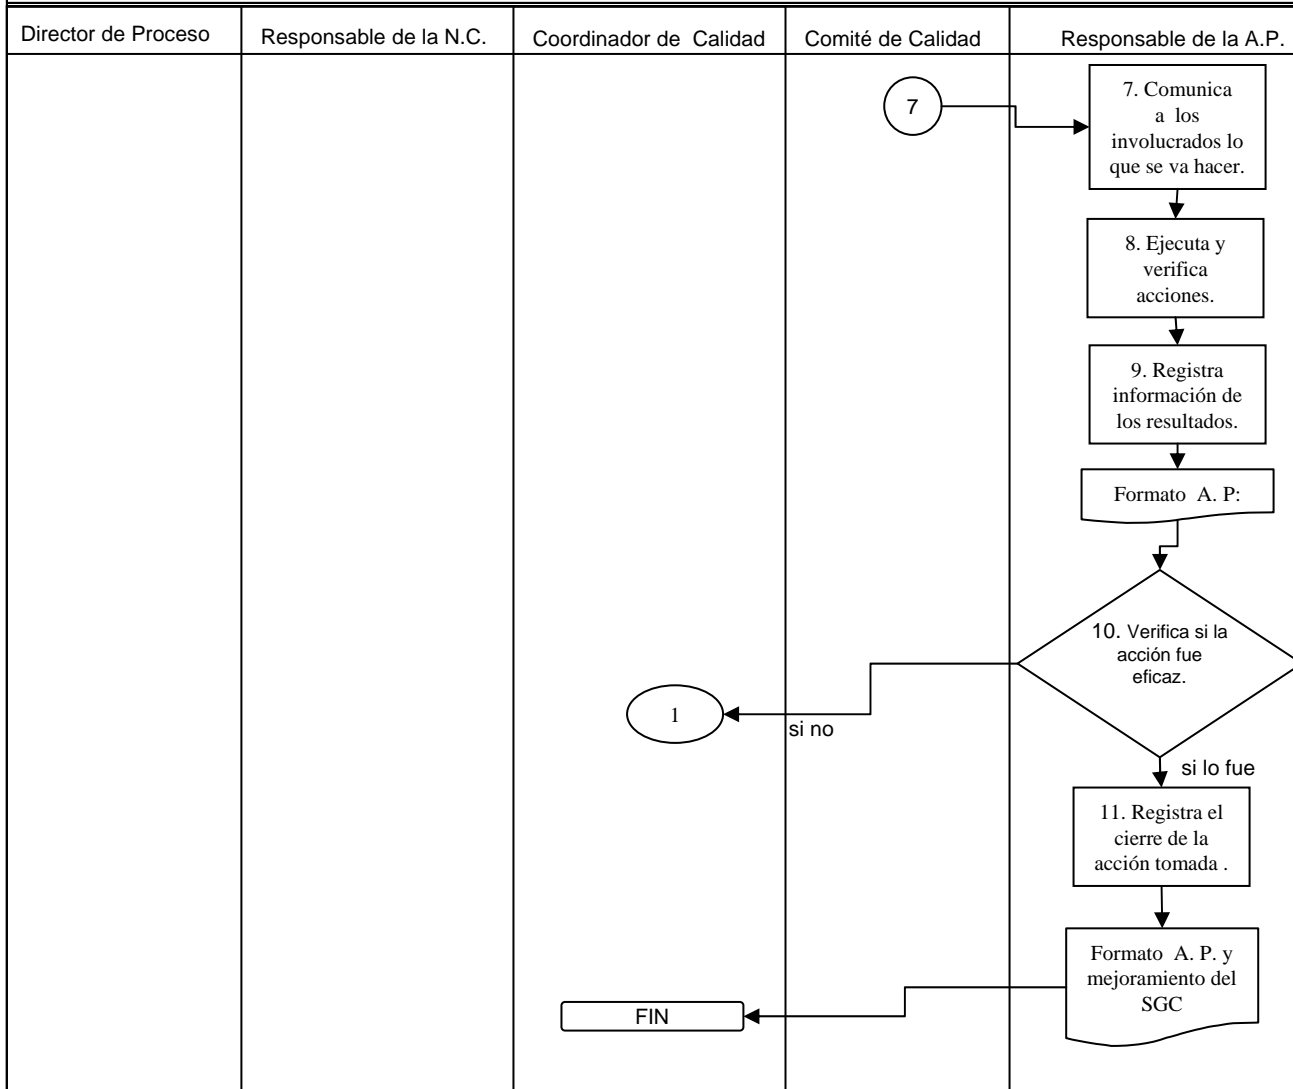 Director de Proceso
Responsable de la N.C.
Coordinador de Calidad
Comité de Calidad
Responsable de la A.P.
7
7. Comunica
a los
involucrados lo
que se va hacer.
8. Ejecuta y
verifica
acciones.
9. Registra
información de
los resultados.
Formato A. P:
10. Verifica si la
acción fue
eficaz.
1
si no
si lo fue
11. Registra el
cierre de la
acción tomada .
Formato A. P. y
mejoramiento del
SGC
FIN